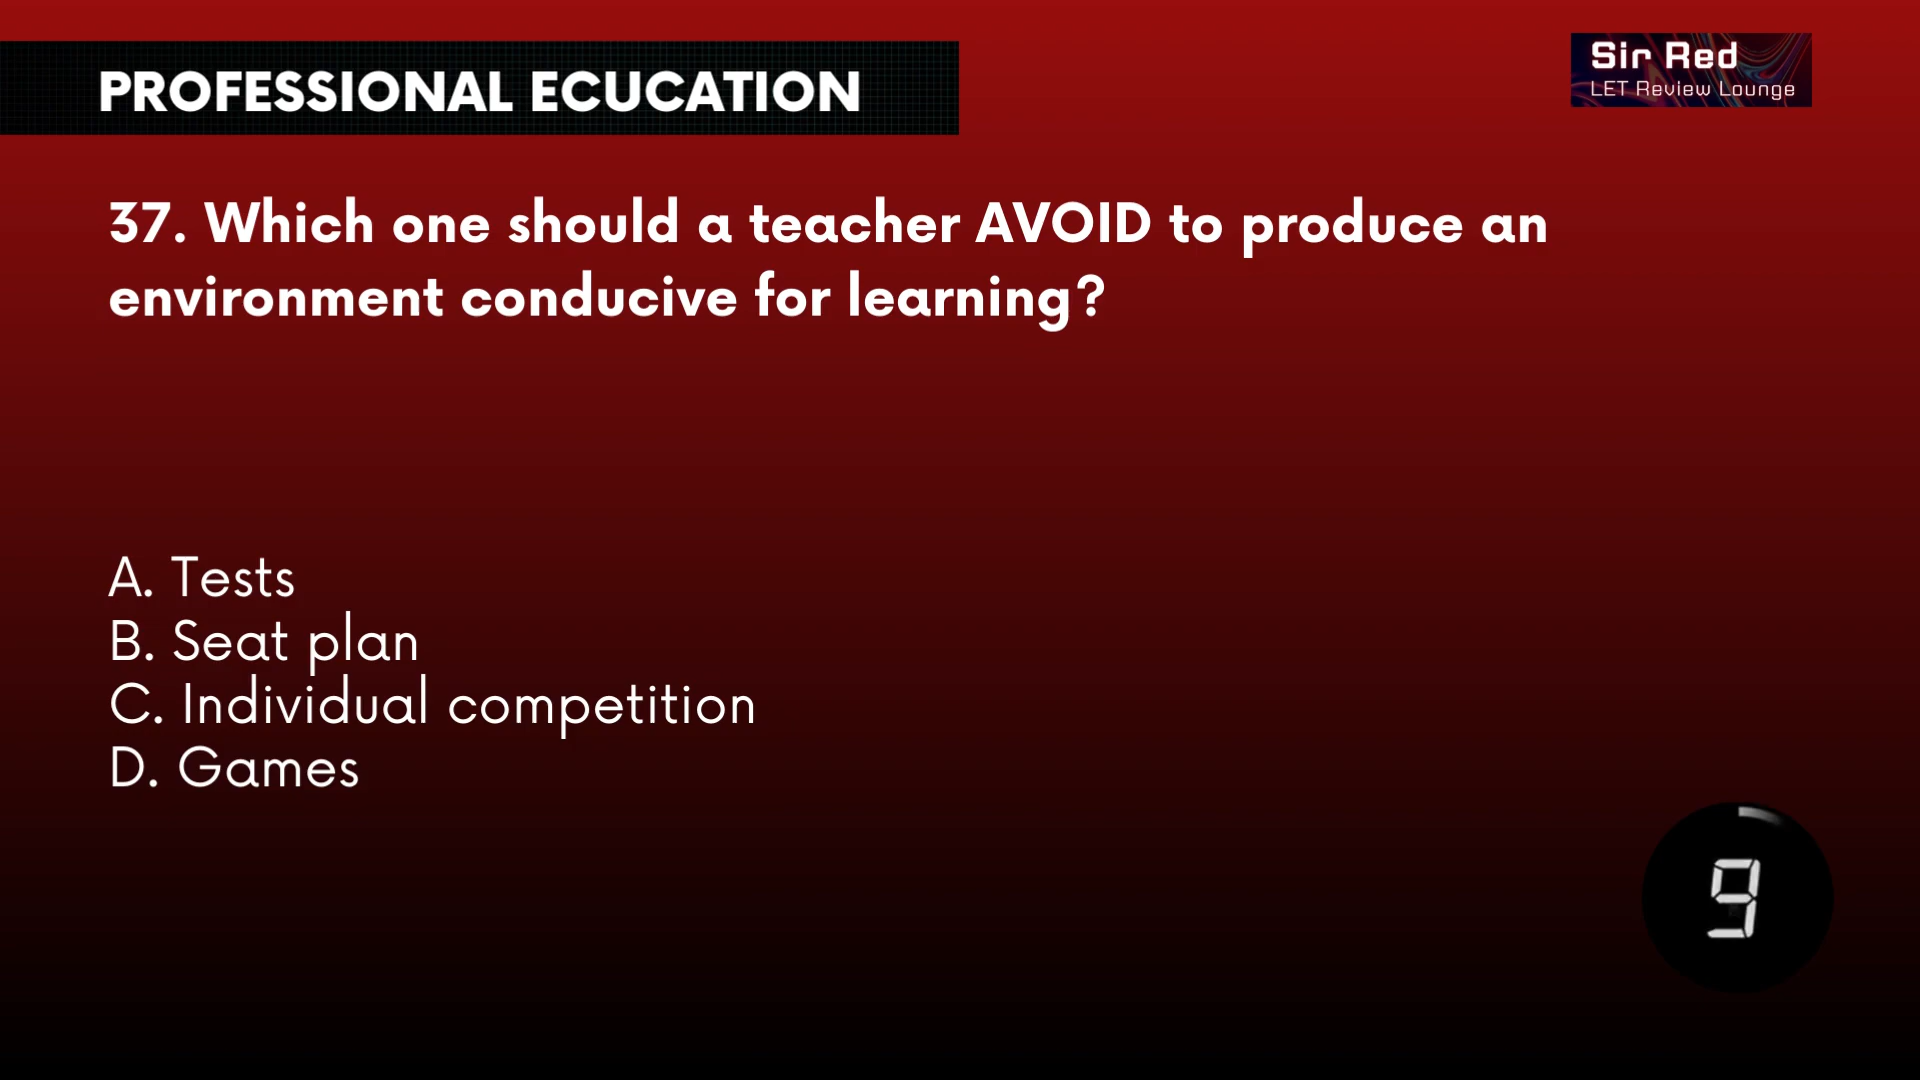 PROFESSIONAL ECUCATION
Sir Red
LET Review Lounge
37. Which one should a teacher AVOID to produce an
environment conducive for learning?
A. Tests
B. Seat plan
C. Individual competition
D. Games
9